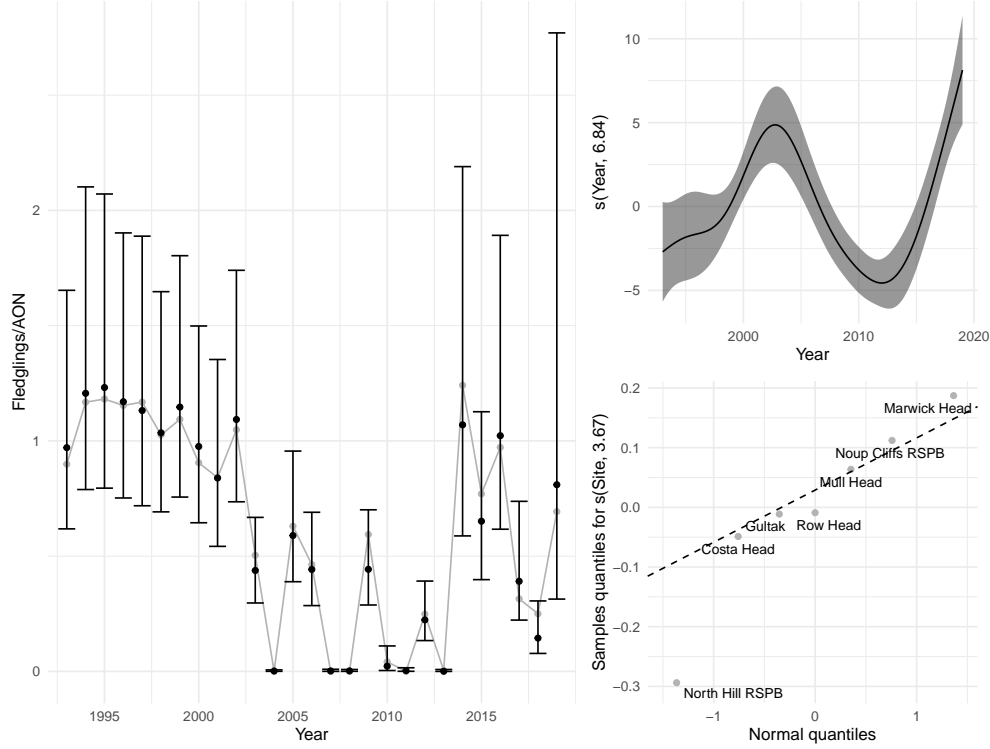 Fledglings/AON
2
1
0
1995
2000
2005
2010
2015
Year
s(Year, 6.84)
10
5
0
−5
2000
2010
2020
Year
Samples quantiles for s(Site, 3.67)
0.2
0.1
0.0
−0.1
−0.2
−0.3
Marwick Head
Noup Cliffs RSPB
Mull Head
Gultak
Row Head
Costa Head
North Hill RSPB
−1
0
1
Normal quantiles